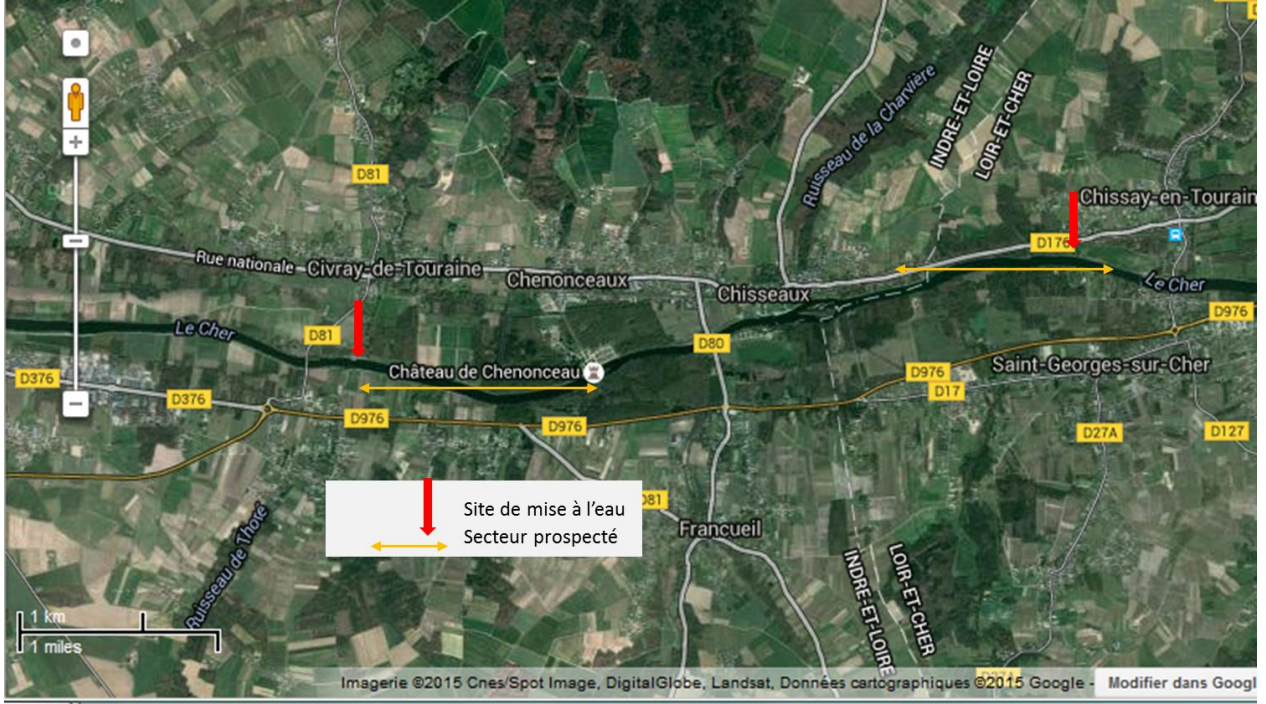 INDRE-ET-LOIRE
LOIR-ET-CHER
Ruisseau de la Charvière
D81
Chissay-en-Tourain
D176
Rue nationale
Civray-de-Touraine
Chenonceaux
Chisseaux
Le Cher
Le Cher
D81
D80
D976
Château de Chenonceau
Saint-Georges-sur-Cher
D376
D376
D976
D17
D976
D976
D27A
D127
Site de mise à l'eau
Secteur prospecté
D81
Francueil
Ruisseau de Thoré
INDRE-ET-LOIRE
LOIR-ET-CHER
1 km
1 miles
Imagerie ©2015 Cnes/Spot Image, DigitalGlobe, Landsat, Données cartographiques ©2015 Google -
Modifier dans Googl